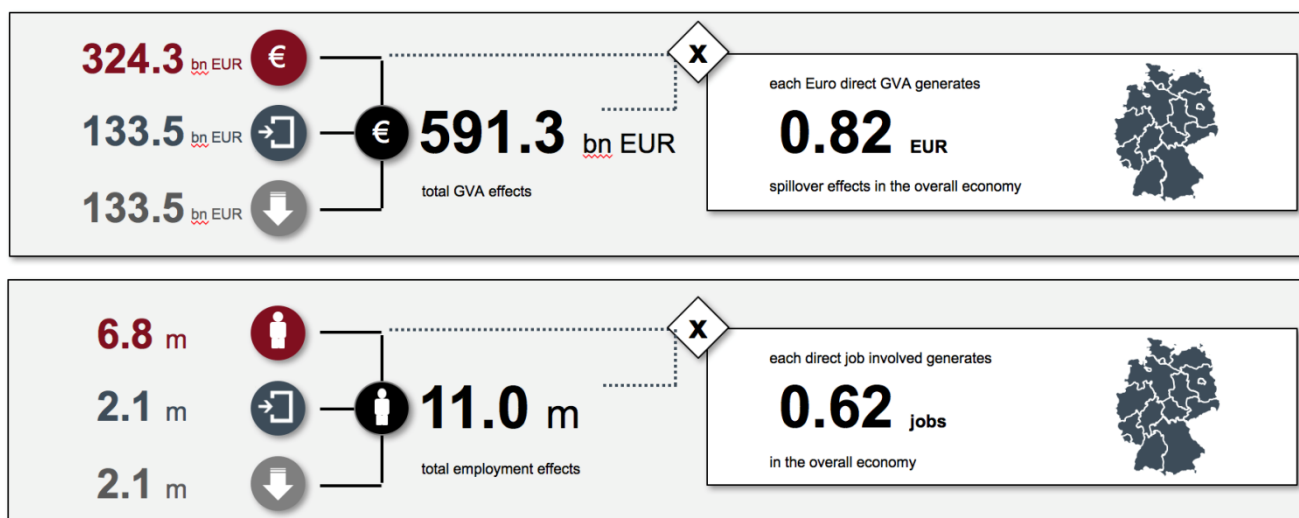 324.3 bn EUR €
133.5 bn EUR
133.5 bn EUR
€ 591.3 bn EUR
total GVA effects
x
each Euro direct GVA generates
0.82 EUR
spillover effects in the overall economy
6.8 m
2.1 m
2.1 m
11.0 m
total employment effects
x
each direct job involved generates
0.62 jobs
in the overall economy